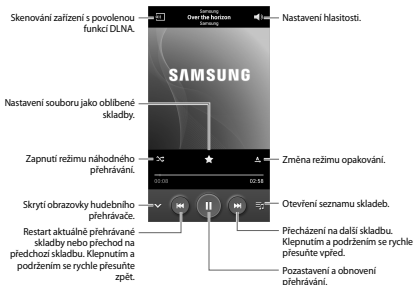 Skenování zařízení s povolenou
funkcí DLNA.
Samsung
Over the horizon
Samsung
Nastavení hlasitosti.
SAMSUNG
Nastavení souboru jako oblíbené
skladby.
Zapnutí režimu náhodného
přehrávání.
Změna režimu opakování.
00:08
02:58
Skrytí obrazovky hudebního
přehrávače.
Otevření seznamu skladeb.
Restart aktuálně přehrávané
skladby nebo přechod na
předchozí skladbu. Klepnutím a
podržením se rychle přesuňte
zpět.
Přecházení na další skladbu.
Klepnutím a podržením se rychle
přesuňte vpřed.
Pozastavení a obnovení
přehrávání.